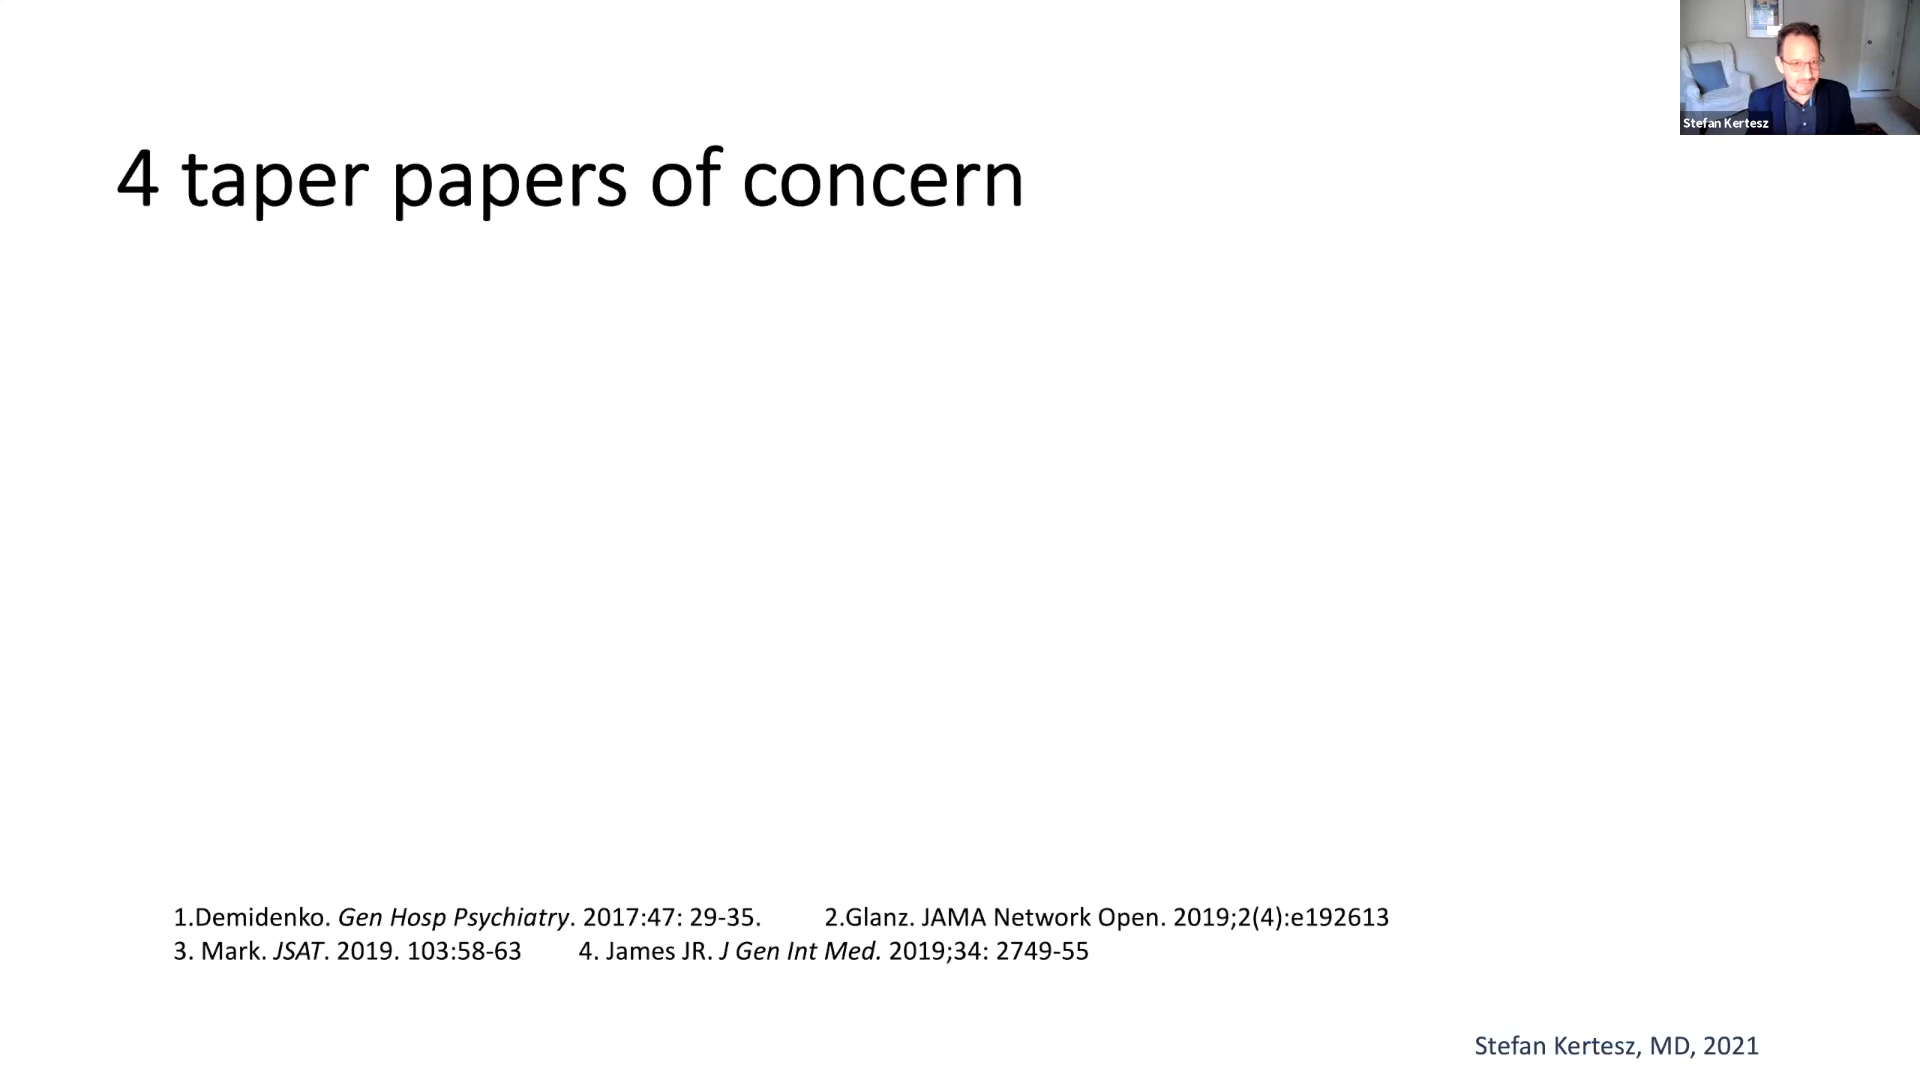 Stefan Kertesz
4 taper papers of concern
1.Demidenko. Gen Hosp Psychiatry. 2017:47: 29-35. 2.Glanz. JAMA Network Open. 2019;2(4):e192613
3. Mark. JSAT. 2019. 103:58-63 4. James JR. J Gen Int Med. 2019;34: 2749-55
Stefan Kertesz, MD, 2021